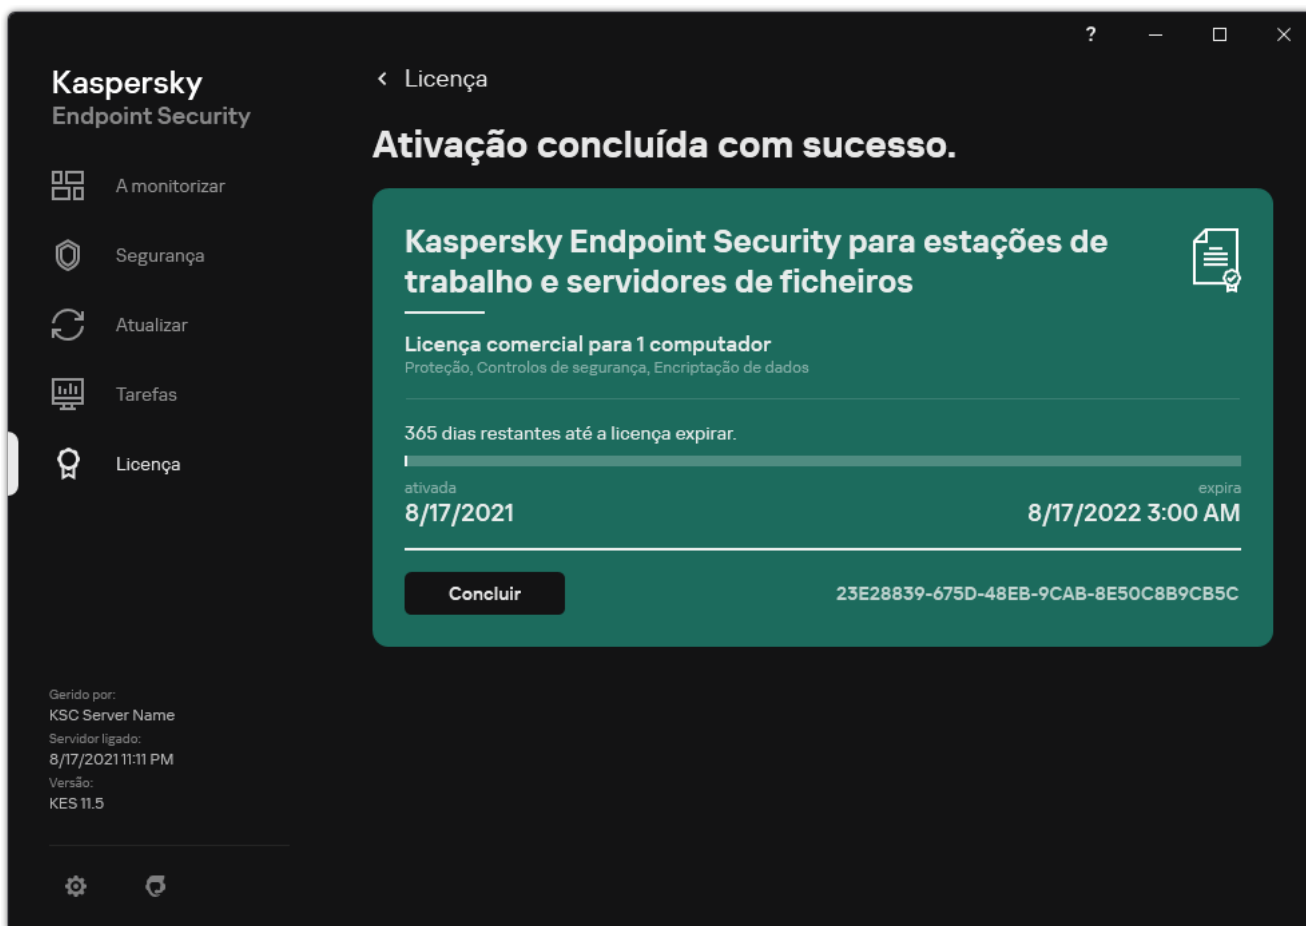 ?
Kaspersky
Endpoint Security
A monitorizar
Segurança
Atualizar
Tarefas
Licença
Gerido por:
KSC Server Name
Servidor ligado:
8/17/2021 11:11 PM
Versão:
KES 11.5
Licença
Ativação concluída com sucesso.
Kaspersky Endpoint Security para estações de
trabalho e servidores de ficheiros
Licença comercial para 1 computador
Proteção, Controlos de segurança, Encriptação de dados
365 dias restantes até a licença expirar.
ativada expira
8/17/2021 8/17/2022 3:00 AM
Concluir 23E28839-675D-48EB-9CAB-8E50C8B9CB5C